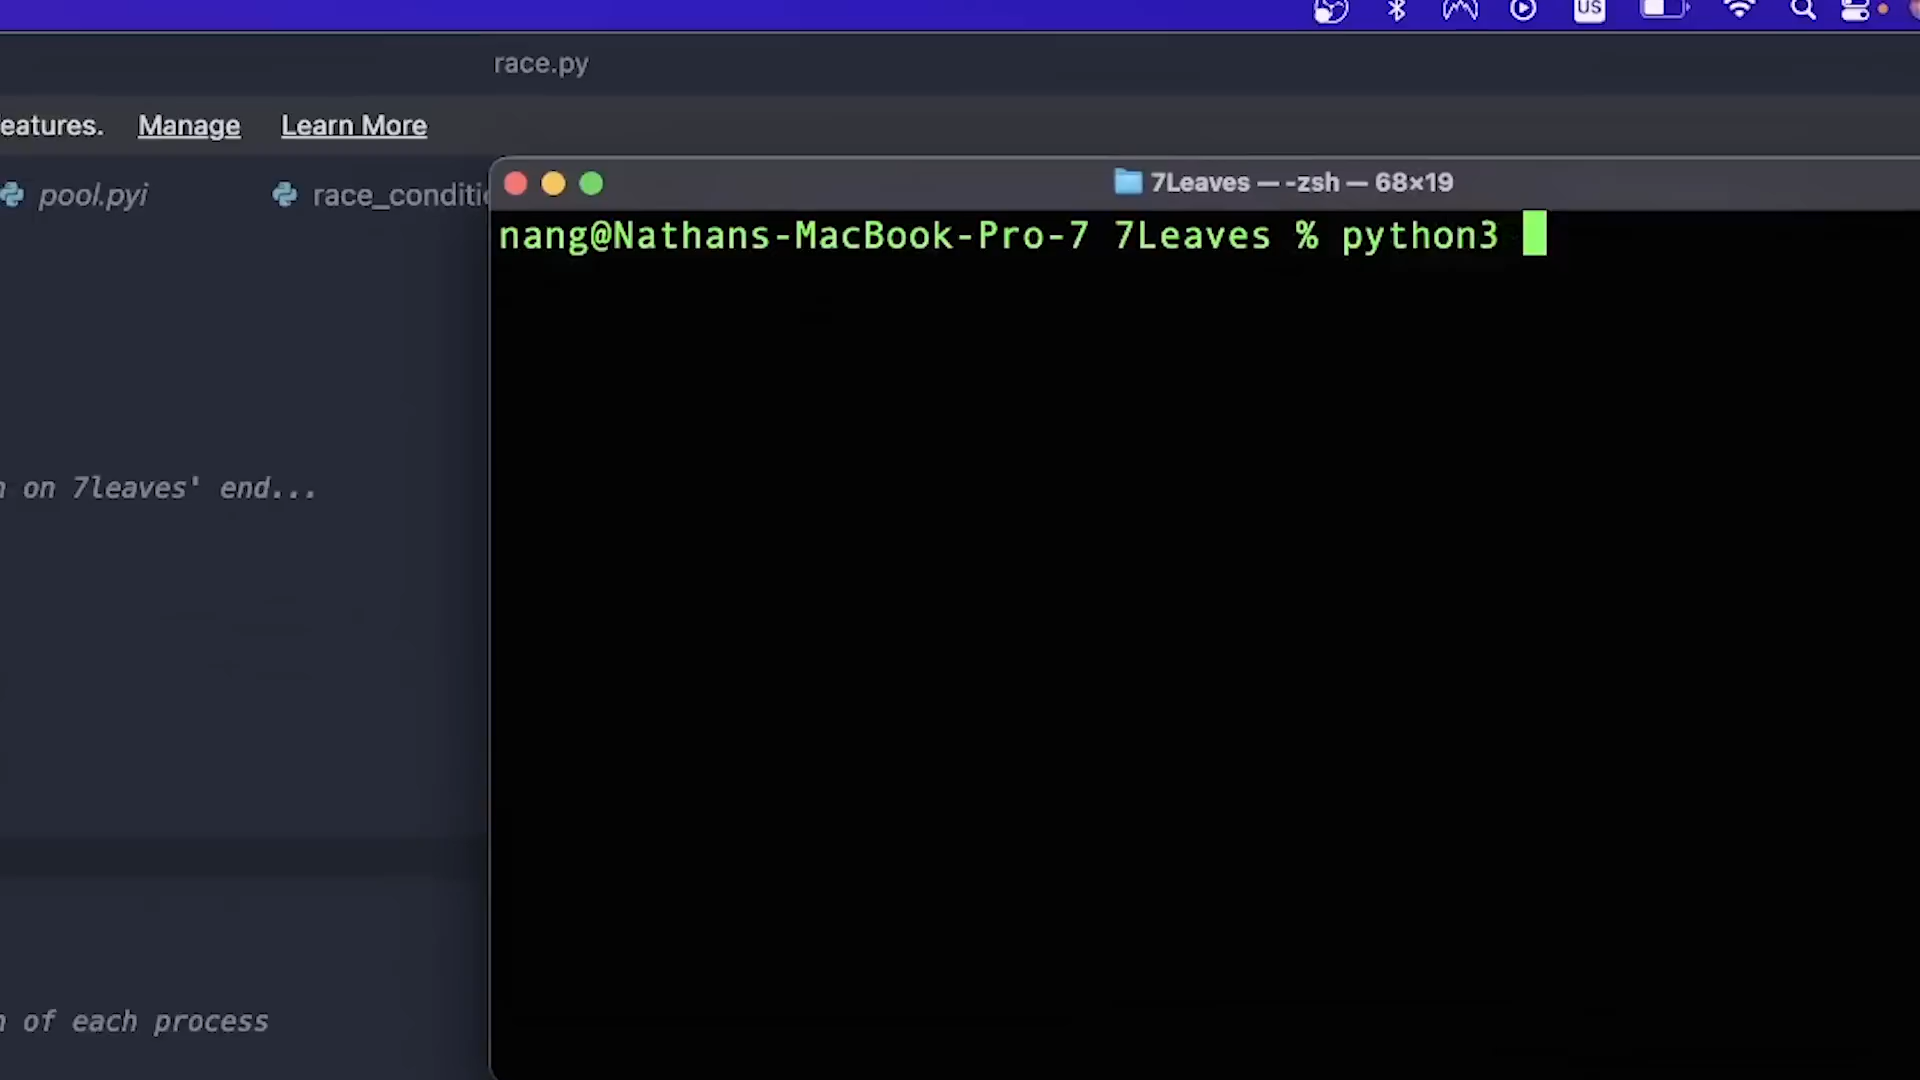 US
race.py
eatures. Manage Learn More
pool.pyi race_conditi
7Leaves — -zsh — 68×19
nang@Nathans-MacBook-Pro-7 7Leaves % python3
on 7leaves' end...
of each process